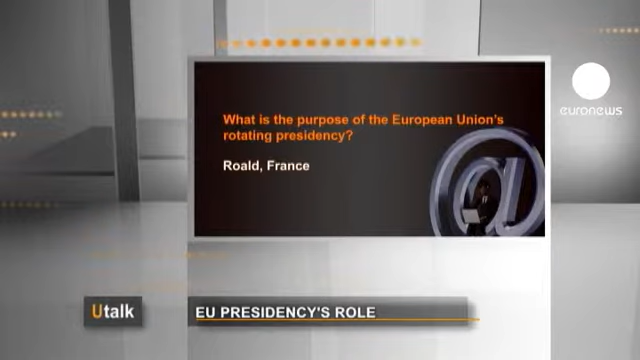 What is the purpose of the European Union's
rotating presidency?
Roald, France
euronews
Utalk
EU PRESIDENCY'S ROLE